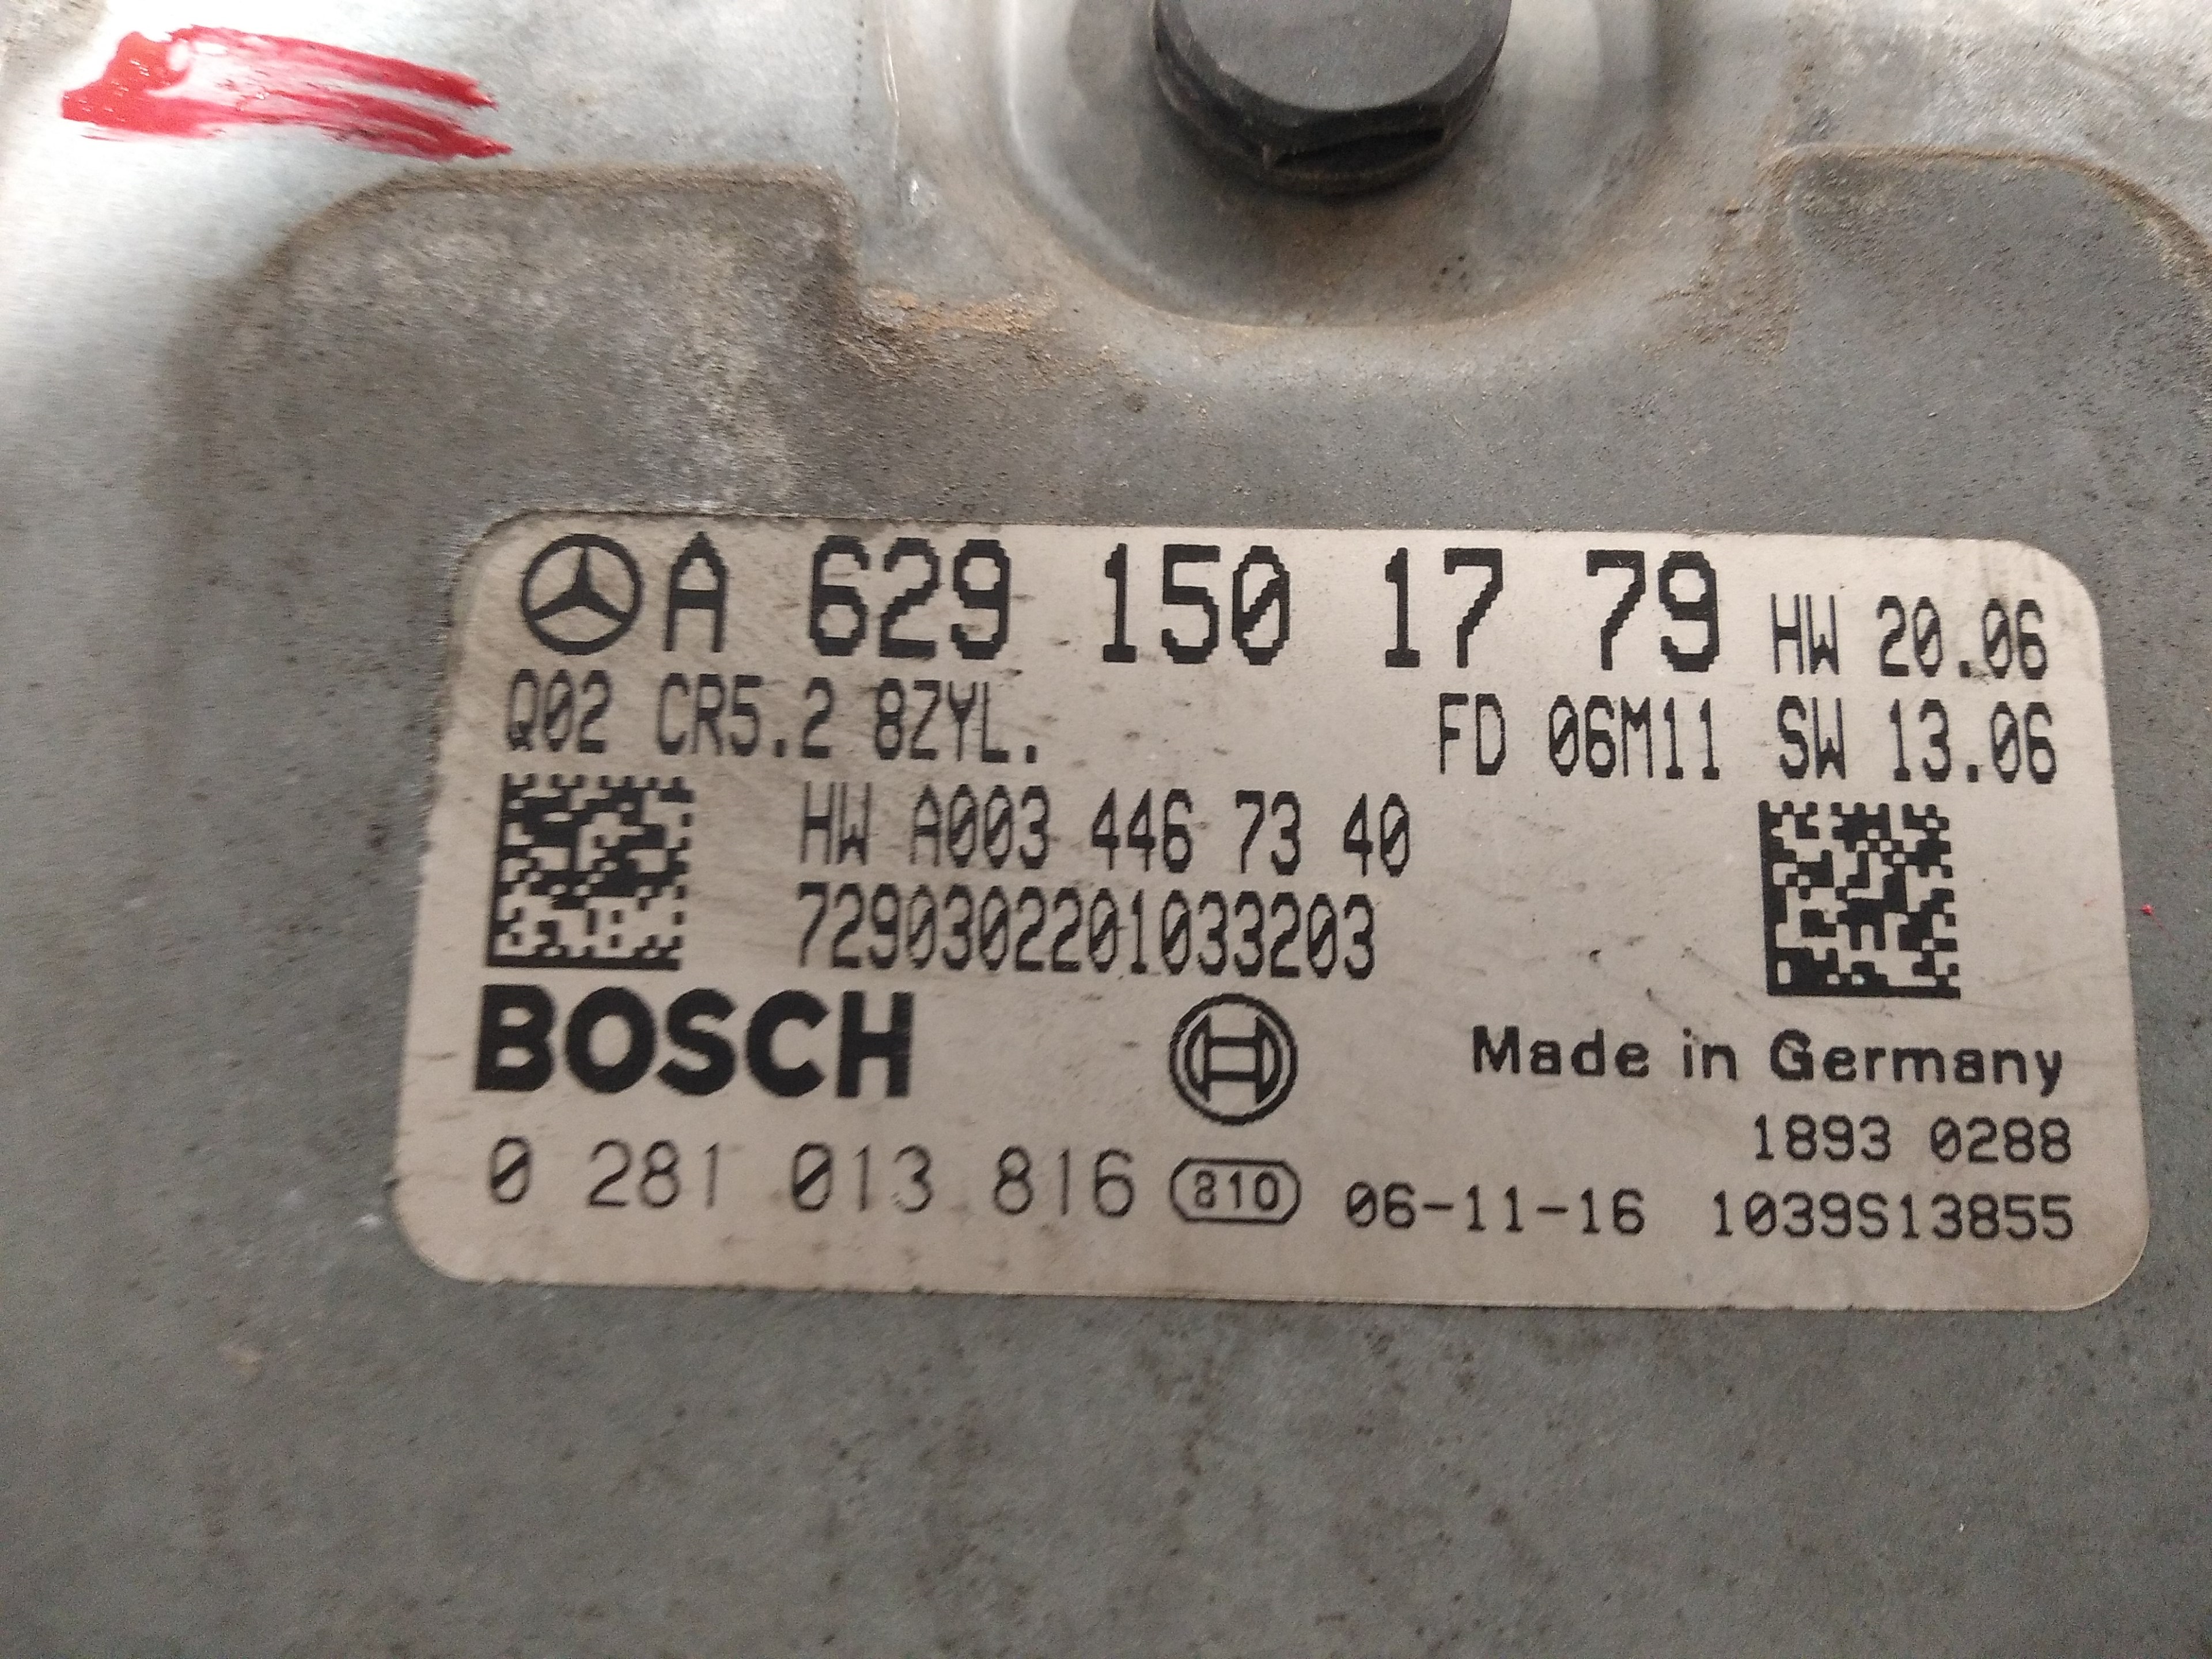 A 629 150 17 79 HW 20.06
Q02 CR5.2 8ZYL. FD 06M11 SW 13.06
HW A003 446 73 40
7290302201033203
BOSCH
Made in Germany
1893 0288
0 281 013 816 810 06-11-16 1039S13855